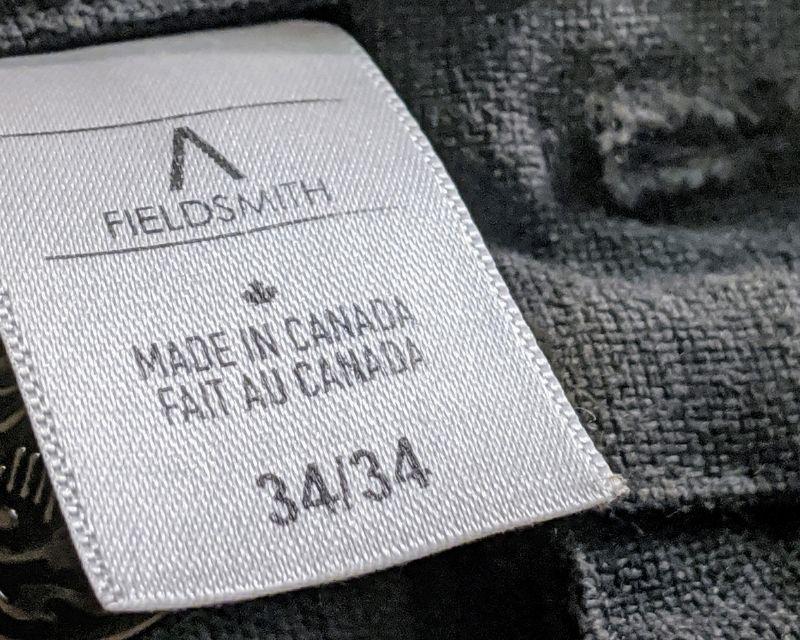 FIELDSMITH
MADE IN CANADA
FAIT AU CANADA
34/34